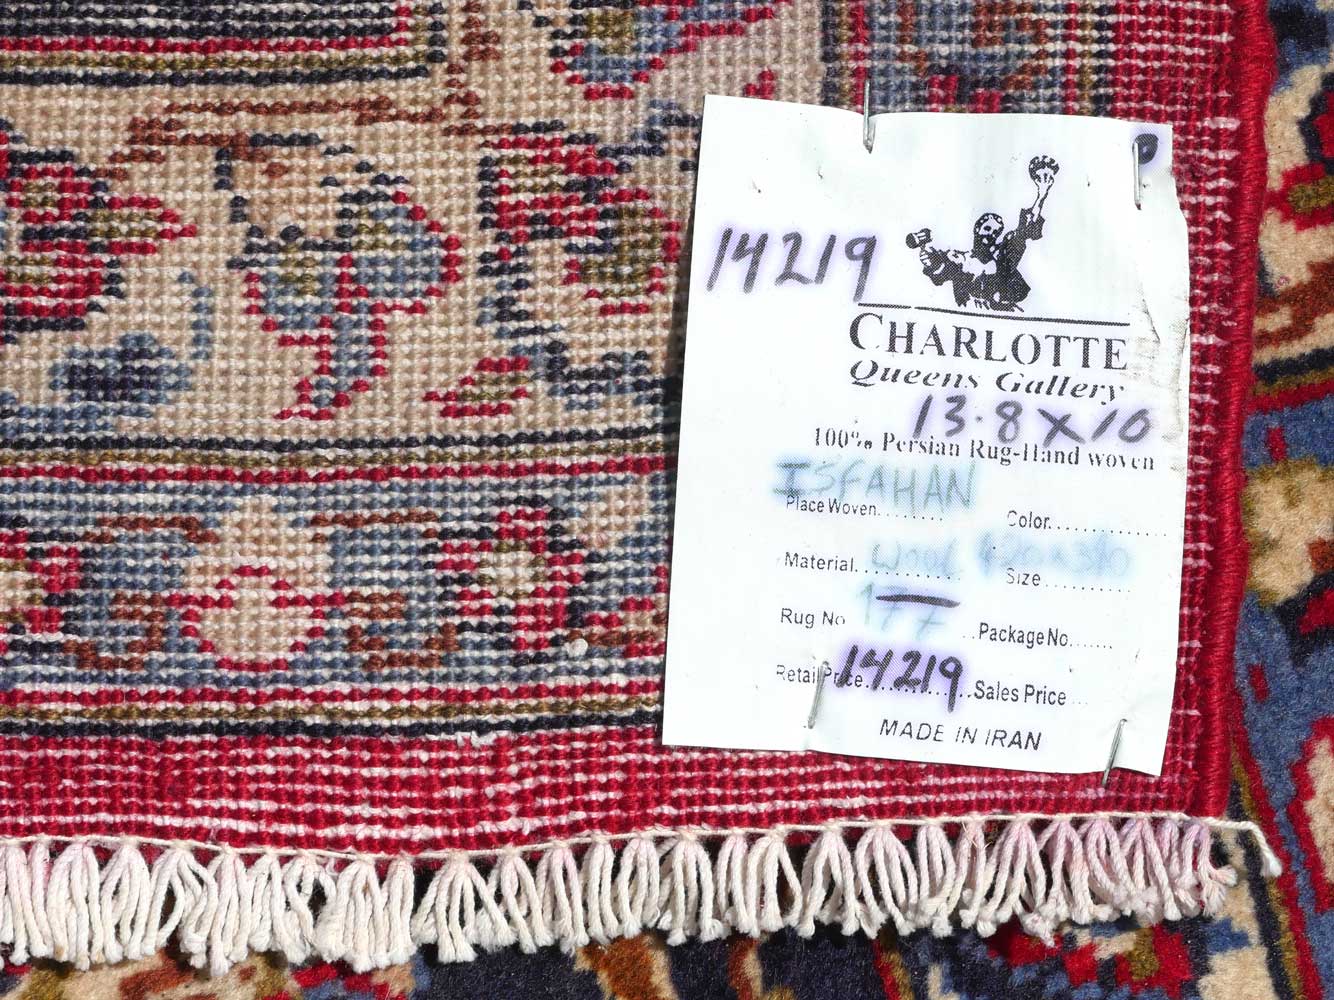 14219
CHARLOTTE
Queens Gallery
13.8 x 10
100% Persian Rug-Hand woven
ISFAHAN
Place Woven........ Color............
Material. Wool ............ Size..........
420x310
Rug No 177 ...Package No......
Retail Price 14219 ............Sales Price ...
MADE IN IRAN